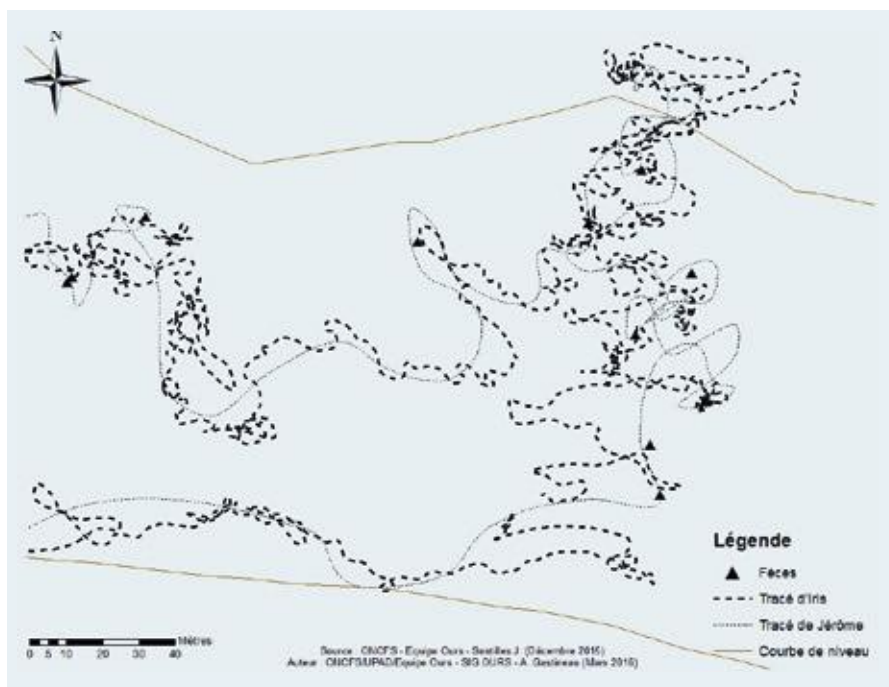 N
Légende
Fèces
Tracé d'Iris
Tracé de Jérôme
Courbe de niveau
Mètres
0 5 10 20 30 40
Source : ONCFS - Equipe Ours - Sentilles J. (Décembre 2015)
Auteur : ONCFS/UPAD/Equipe Ours - SIG OURS - A. Gastineau (Mars 2016)